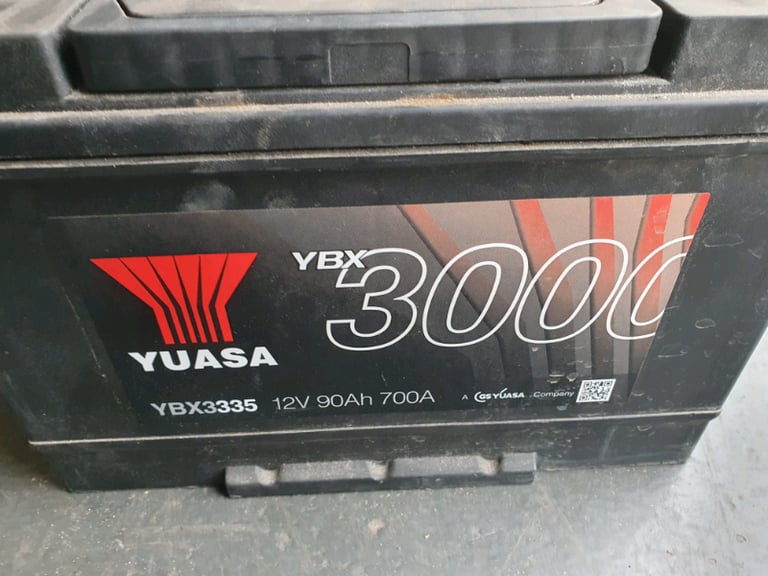 YBX
3000
YUASA
YBX3335 12V 90Ah 700A
A GS YUASA Company